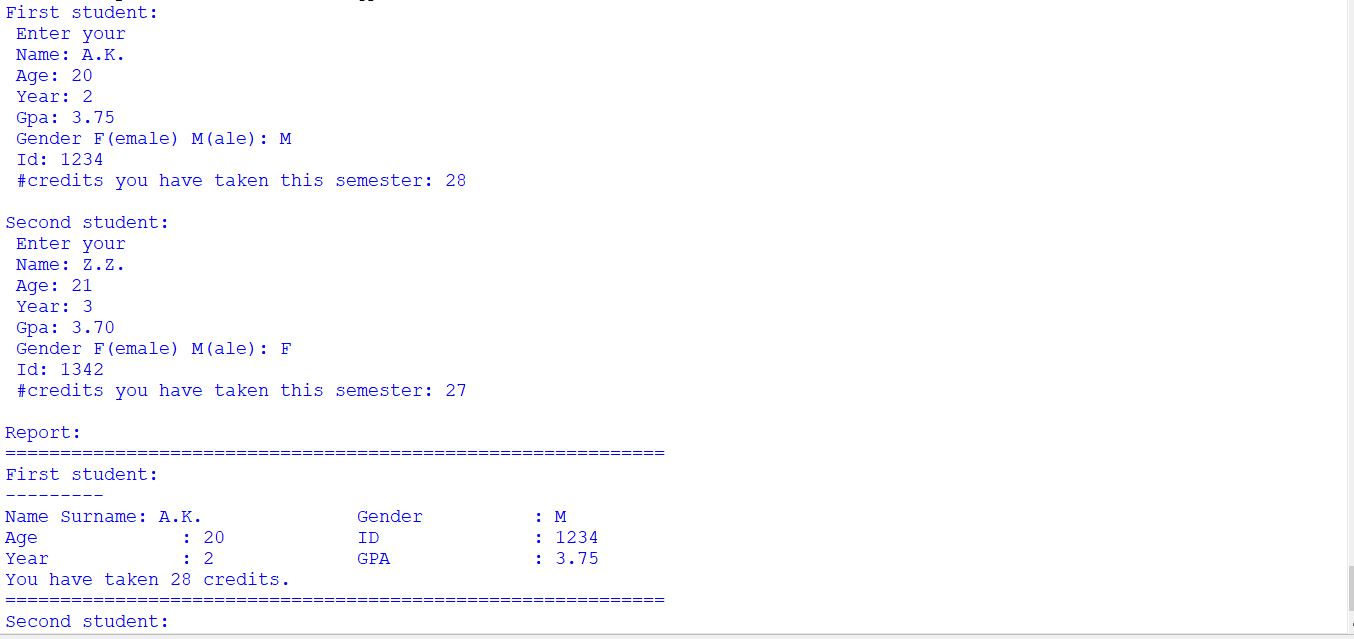 First student:
 Enter your
 Name: A.K.
 Age: 20
 Year: 2
 Gpa: 3.75
 Gender F(emale) M(ale): M
 Id: 1234
 #credits you have taken this semester: 28

Second student:
 Enter your
 Name: Z.Z.
 Age: 21
 Year: 3
 Gpa: 3.70
 Gender F(emale) M(ale): F
 Id: 1342
 #credits you have taken this semester: 27

Report:
============================================================
First student:
---------
Name Surname: A.K.              Gender          : M
Age             : 20            ID              : 1234
Year            : 2             GPA             : 3.75
You have taken 28 credits.
============================================================
Second student: